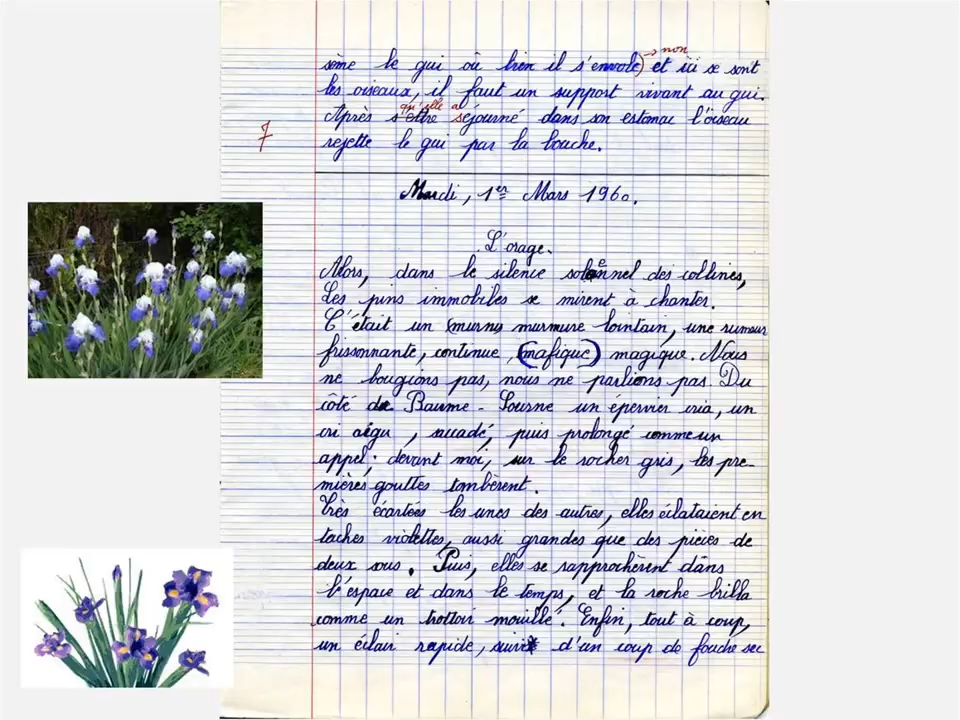 sème le gui où bien il s'envole) → non et ici se sont
les oiseaux, il faut un support vivant au gui.
qu'elle a
Après s'être séjourné dans son estomac l'oiseau
7
rejette le gui par la bouche.
Mardi, 1er Mars 1960.
L'orage.
Alors, dans le silence solennel des collines,
Les pins immobiles se mirent à chanter.
C'était un (murmu murmure lointain, une rumeur
frissonnante, continue, (mafique) magique. Nous
ne bougions pas, nous ne parlions pas. Du
côté de Baume-Sourne un épervier cria, un
cri aégu, saccadé, puis prolongé comme un
appel; devant moi, sur le rocher gris, les pre-
mières gouttes tombèrent.
Très écartées les unes des autres, elles éclataient en
taches violettes, aussi grandes que des pièces de
deux sous. Puis, elles se rapprochèrent dans
l'espace et dans le temps, et la roche brilla
comme un trottoir mouillé. Enfin, tout à coup,
un éclair rapide, suivi d'un coup de foudre sec